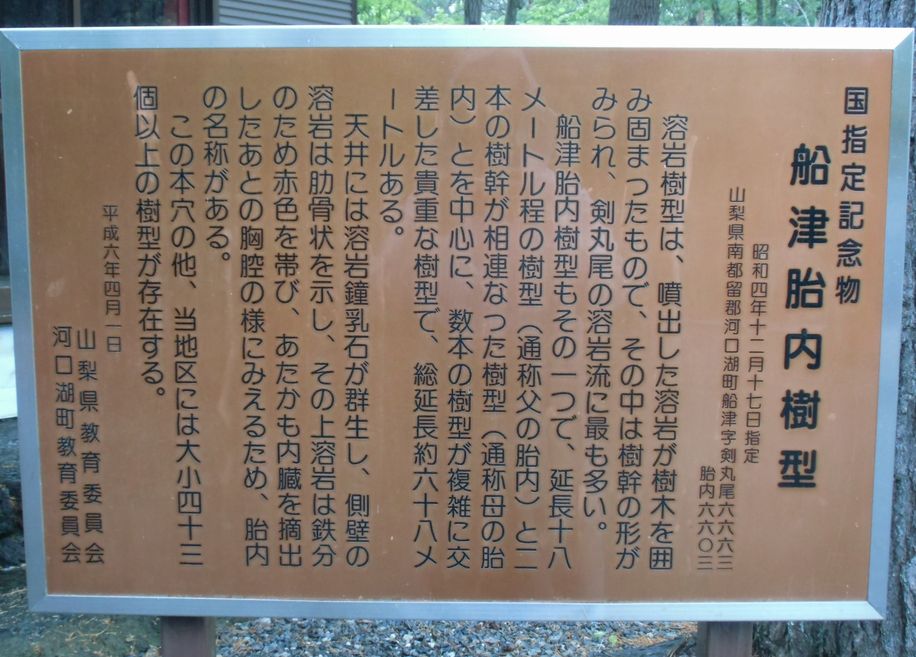 国指定記念物
船津胎内樹型
昭和四年十二月十七日指定
山梨県南都留郡河口湖町船津字剣丸尾六六六三
胎内六六〇三
溶岩樹型は、噴出した溶岩が樹木を囲
み固まったもので、その中は樹幹の形が
みられ、剣丸尾の溶岩流に最も多い。
船津胎内樹型もその一つで、延長十八
メートル程の樹型（通称父の胎内）と二
本の樹幹が相連なった樹型（通称母の胎
内）とを中心に、数本の樹型が複雑に交
差した貴重な樹型で、総延長約六十八メ
ートルある。
天井には溶岩鐘乳石が群生し、側壁の
溶岩は肋骨状を示し、その上溶岩は鉄分
のため赤色を帯び、あたかも内臓を摘出
したあとの胸腔の様にみえるため、胎内
の名称がある。
この本穴の他、当地区には大小四十三
個以上の樹型が存在する。
平成六年四月一日
山梨県教育委員会
河口湖町教育委員会